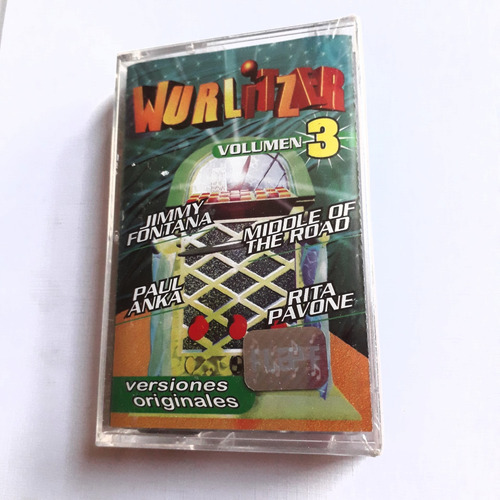 WURLITZER
VOLUMEN 3
JIMMY
FONTANA
MIDDLE OF
THE ROAD
PAUL
ANKA
RITA
PAVONE
versiones
originales